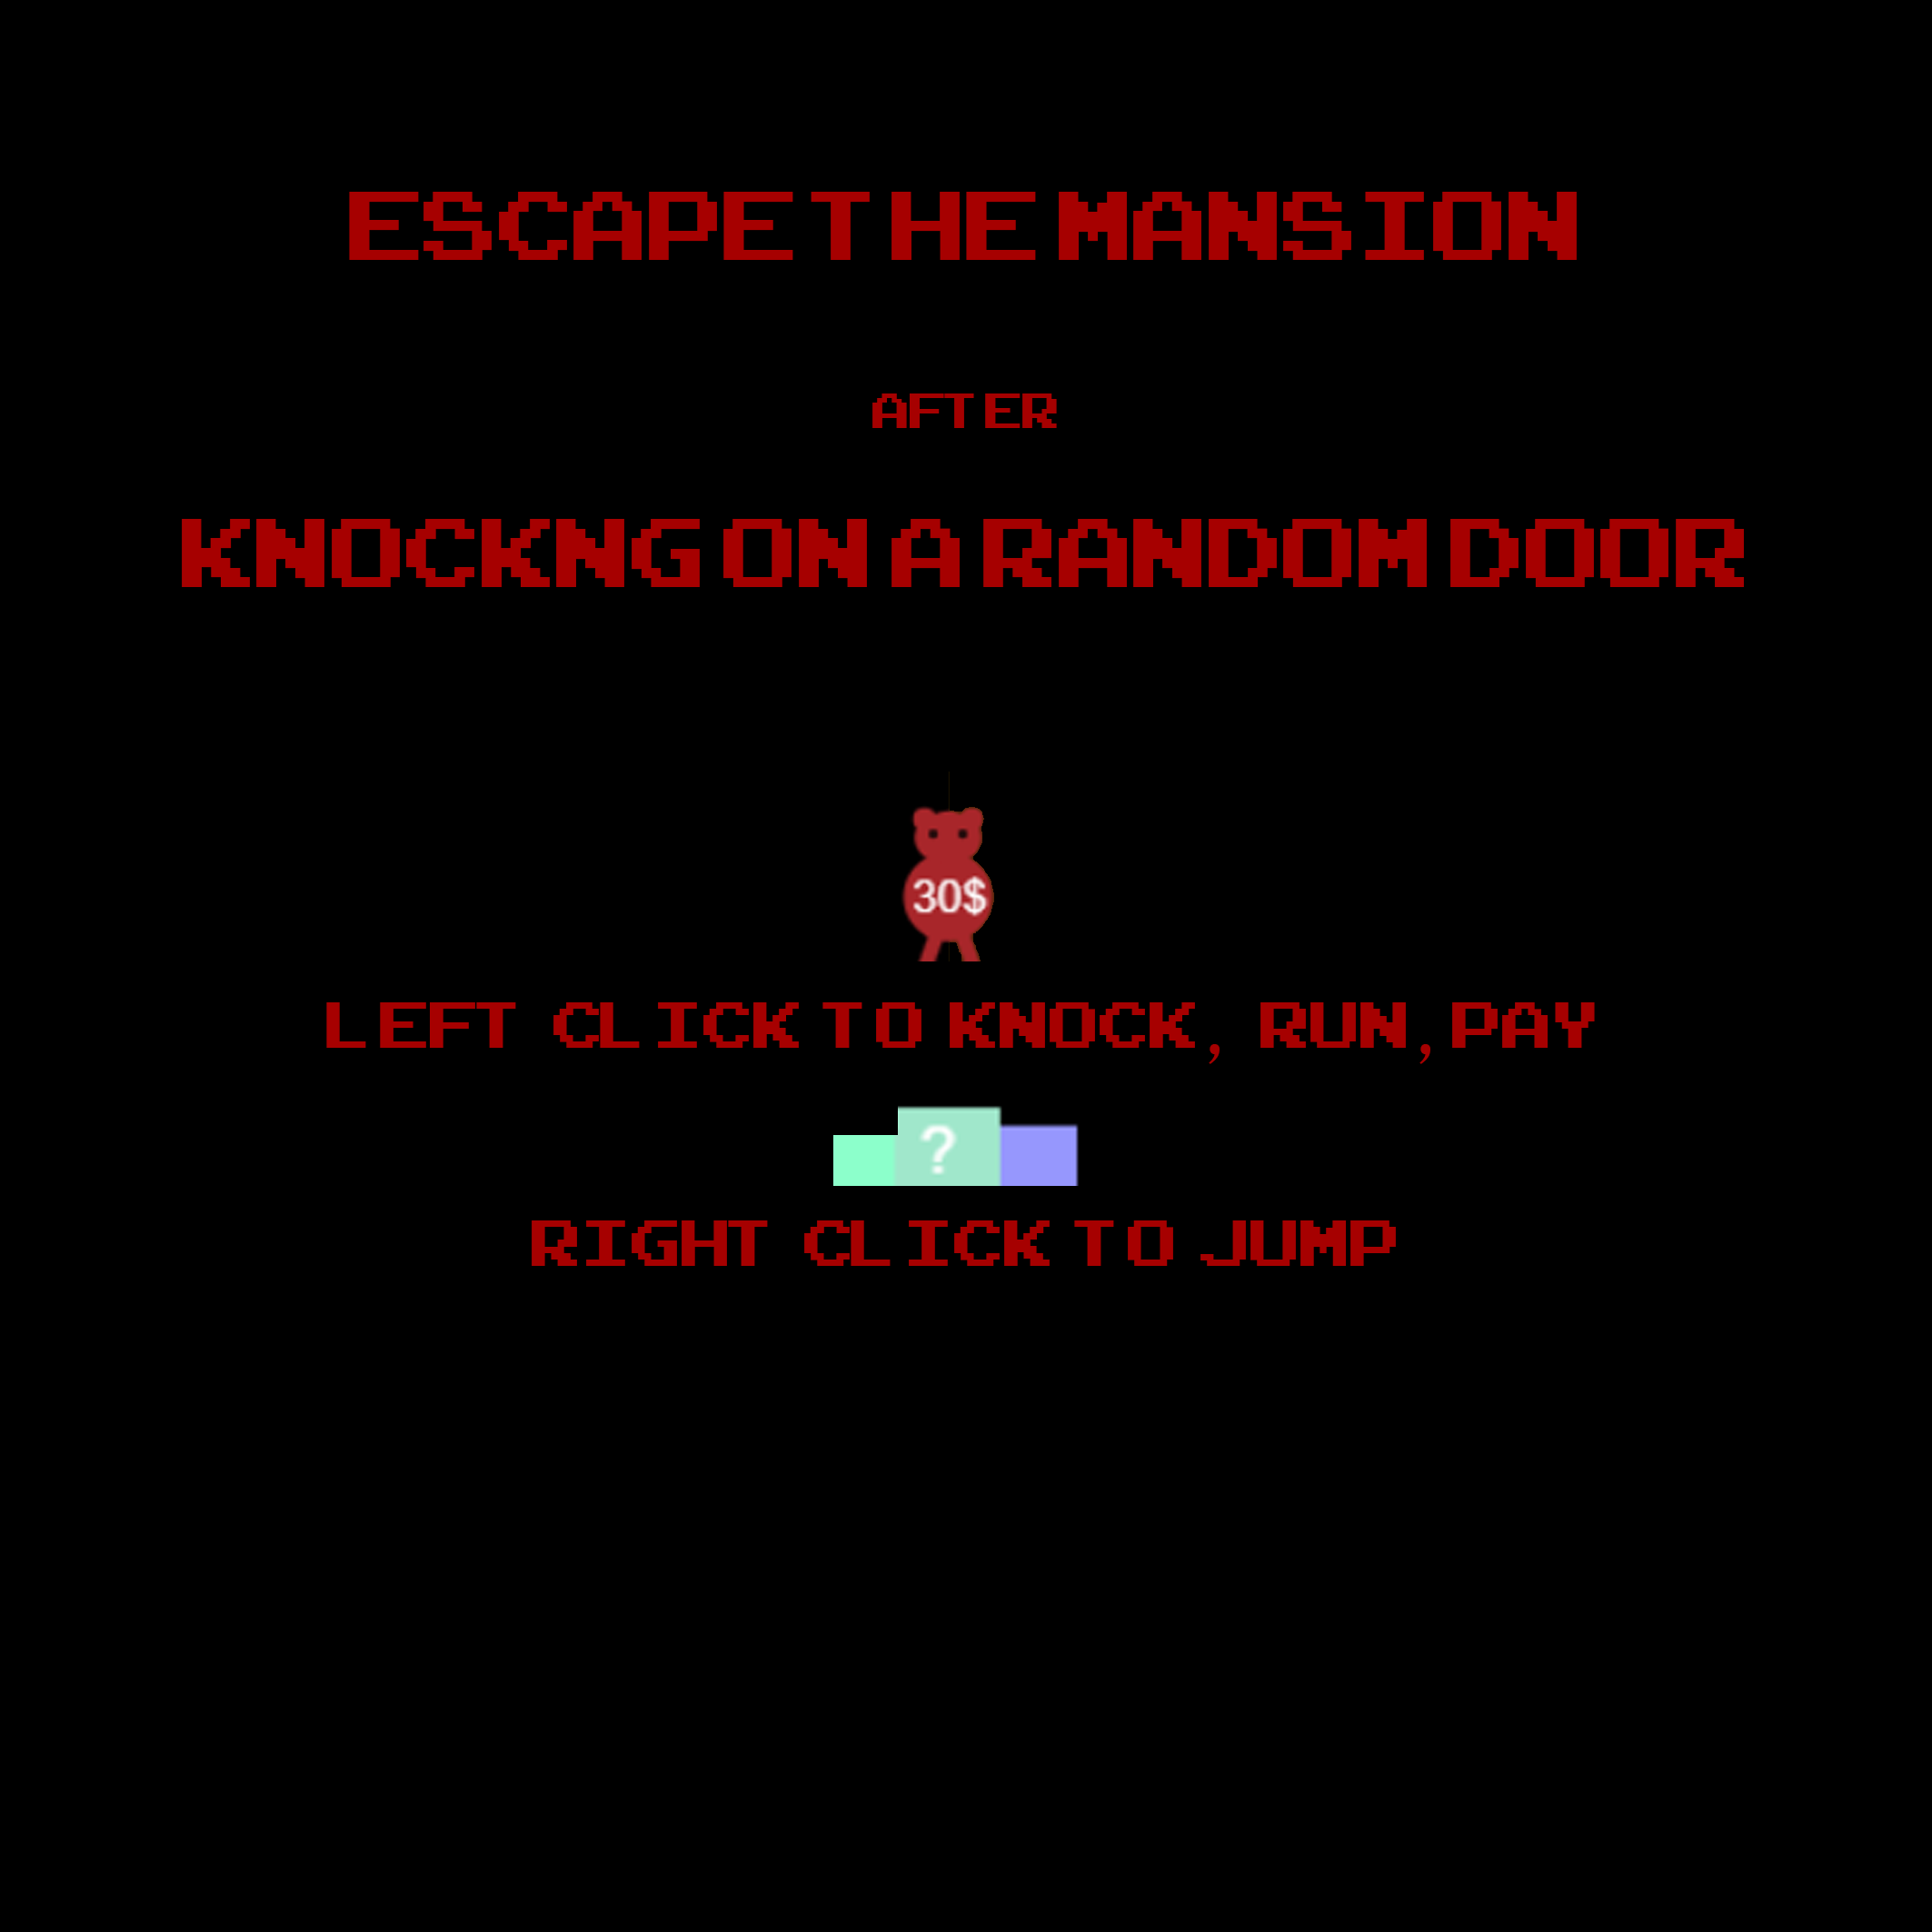 ESCAPE THE MANSION
AFTER
KNOCKNG ON A RANDOM DOOR
30$
LEFT CLICK TO KNOCK, RUN, PAY
?
RIGHT CLICK TO JUMP